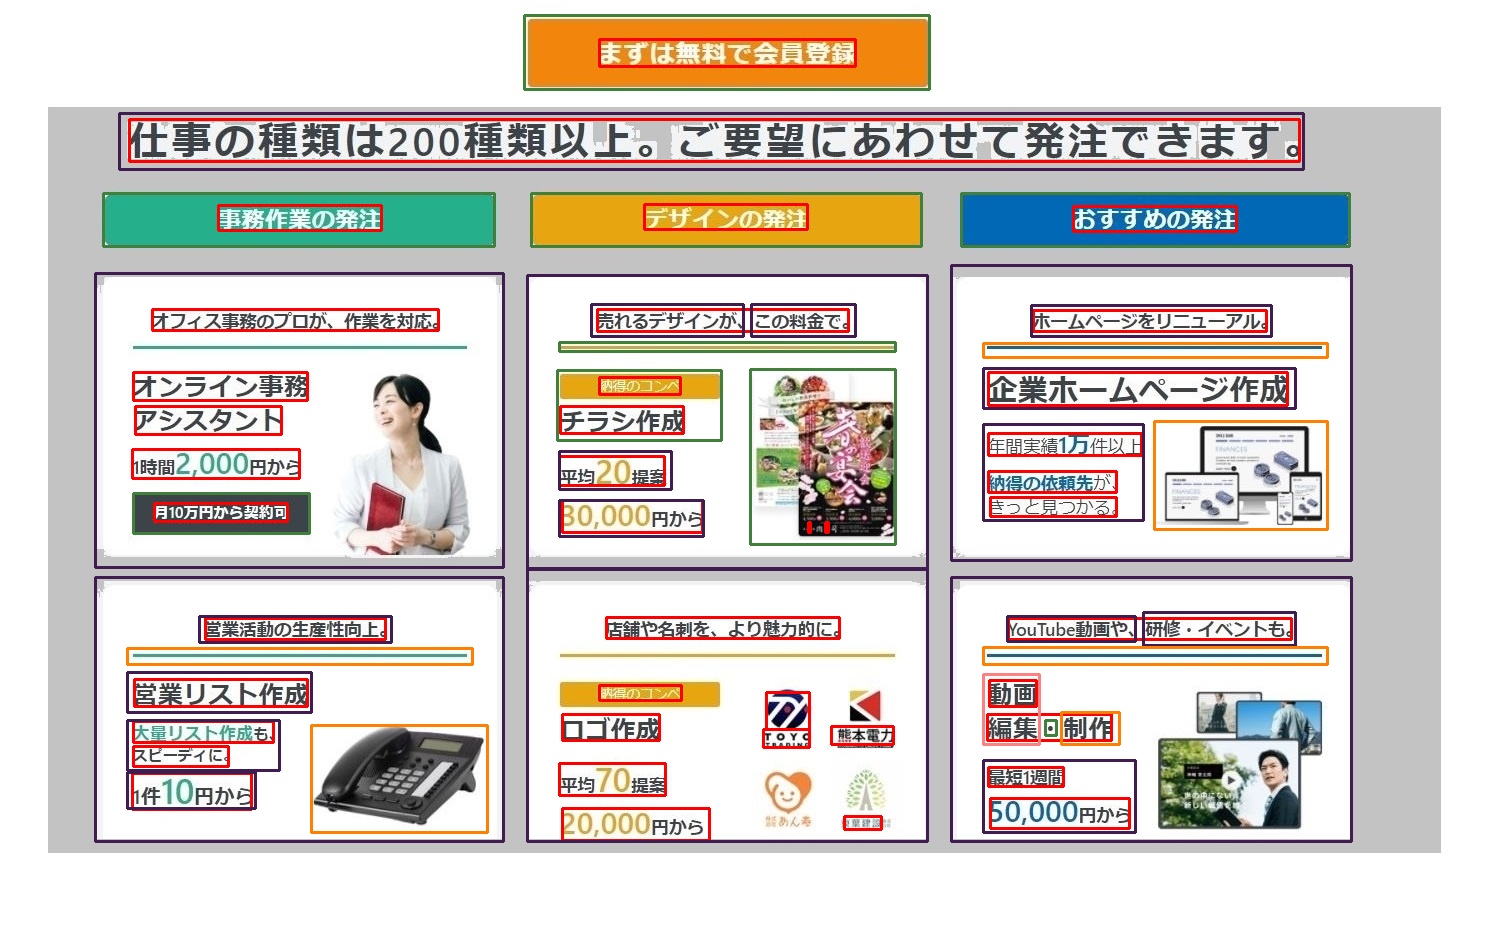 まずは無料で会員登録
仕事の種類は200種類以上。ご要望にあわせて発注できます。
事務作業の発注
デザインの発注
おすすめの発注
オフィス事務のプロが、作業を対応。
オンライン事務
アシスタント
1時間2,000円から
月10万円から契約可
売れるデザインが、この料金で。
納得のコンペ
チラシ作成
平均20提案
30,000円から
春の宴会
ホームページをリニューアル。
企業ホームページ作成
年間実績1万件以上
納得の依頼先が、
きっと見つかる。
FINANCES
FINANCES
営業活動の生産性向上。
営業リスト作成
大量リスト作成も、
スピーディに。
1件10円から
店舗や名刺を、より魅力的に。
納得のコンペ
ロゴ作成
平均70提案
20,000円から
TOYO
TRADING
熊本電力
あん寿
YouTube動画や、研修・イベントも。
動画
編集・制作
最短1週間
50,000円から